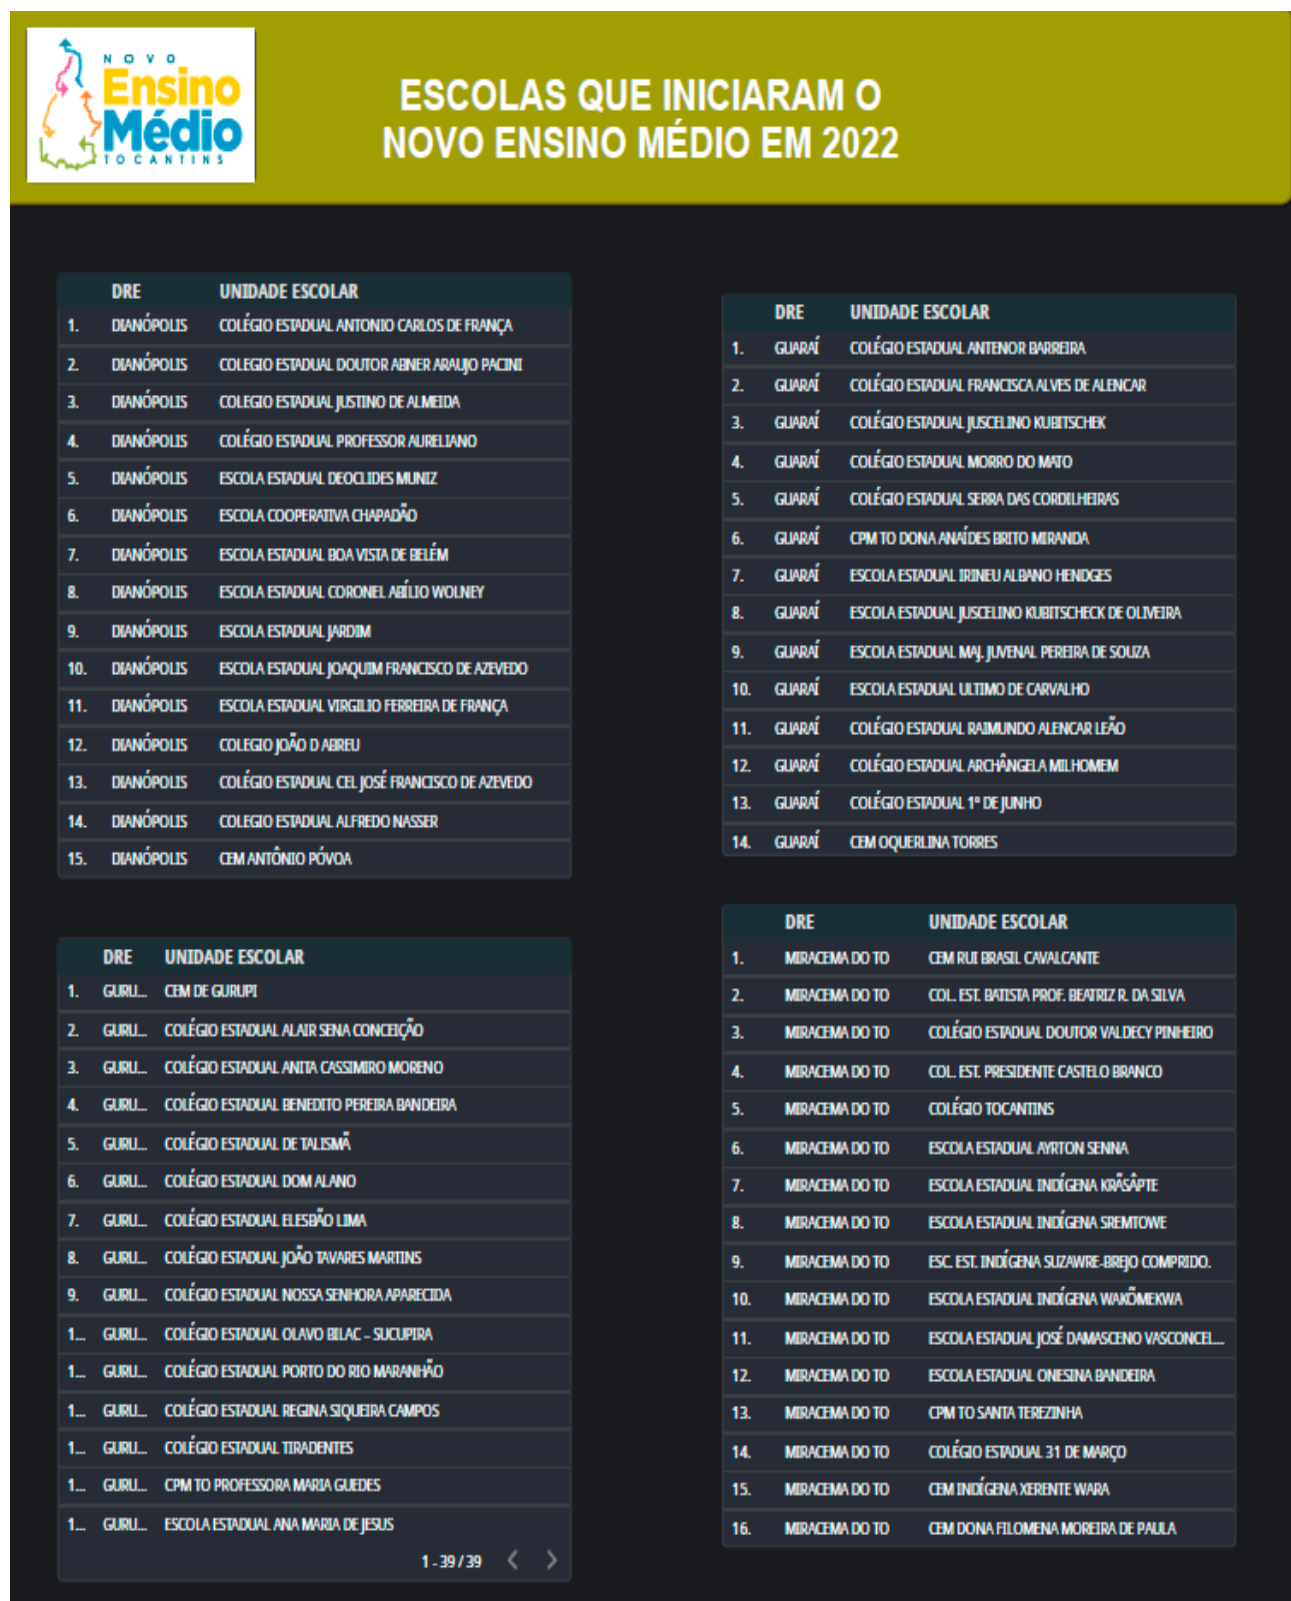 NOVO
Ensino
Médio
TOCANTINS
ESCOLAS QUE INICIARAM O
NOVO ENSINO MÉDIO EM 2022
DRE UNIDADE ESCOLAR
1. DIANÓPOLIS COLÉGIO ESTADUAL ANTONIO CARLOS DE FRANÇA
2. DIANÓPOLIS COLEGIO ESTADUAL DOUTOR ABNER ARAUJO PACINI
3. DIANÓPOLIS COLEGIO ESTADUAL JUSTINO DE ALMEIDA
4. DIANÓPOLIS COLÉGIO ESTADUAL PROFESSOR AURELIANO
5. DIANÓPOLIS ESCOLA ESTADUAL DEOCLIDES MUNIZ
6. DIANÓPOLIS ESCOLA COOPERATIVA CHAPADÃO
7. DIANÓPOLIS ESCOLA ESTADUAL BOA VISTA DE BELÉM
8. DIANÓPOLIS ESCOLA ESTADUAL CORONEL ABÍLIO WOLNEY
9. DIANÓPOLIS ESCOLA ESTADUAL JARDIM
10. DIANÓPOLIS ESCOLA ESTADUAL JOAQUIM FRANCISCO DE AZEVEDO
11. DIANÓPOLIS ESCOLA ESTADUAL VIRGILIO FERREIRA DE FRANÇA
12. DIANÓPOLIS COLEGIO JOÃO D ABREU
13. DIANÓPOLIS COLÉGIO ESTADUAL CEL JOSÉ FRANCISCO DE AZEVEDO
14. DIANÓPOLIS COLEGIO ESTADUAL ALFREDO NASSER
15. DIANÓPOLIS CEM ANTÔNIO PÓVOA
DRE UNIDADE ESCOLAR
1. GUARAÍ COLÉGIO ESTADUAL ANTENOR BARREIRA
2. GUARAÍ COLÉGIO ESTADUAL FRANCISCA ALVES DE ALENCAR
3. GUARAÍ COLÉGIO ESTADUAL JUSCELINO KUBITSCHEK
4. GUARAÍ COLÉGIO ESTADUAL MORRO DO MATO
5. GUARAÍ COLÉGIO ESTADUAL SERRA DAS CORDILHEIRAS
6. GUARAÍ CPM TO DONA ANAÍDES BRITO MIRANDA
7. GUARAÍ ESCOLA ESTADUAL IRINEU ALBANO HENDGES
8. GUARAÍ ESCOLA ESTADUAL JUSCELINO KUBITSCHECK DE OLIVEIRA
9. GUARAÍ ESCOLA ESTADUAL MAJ. JUVENAL PEREIRA DE SOUZA
10. GUARAÍ ESCOLA ESTADUAL ULTIMO DE CARVALHO
11. GUARAÍ COLÉGIO ESTADUAL RAIMUNDO ALENCAR LEÃO
12. GUARAÍ COLÉGIO ESTADUAL ARCHÂNGELA MILHOMEM
13. GUARAÍ COLÉGIO ESTADUAL 1º DE JUNHO
14. GUARAÍ CEM OQUERLINA TORRES
DRE UNIDADE ESCOLAR
1. GURU... CEM DE GURUPI
2. GURU... COLÉGIO ESTADUAL ALAIR SENA CONCEIÇÃO
3. GURU... COLÉGIO ESTADUAL ANITA CASSIMIRO MORENO
4. GURU... COLÉGIO ESTADUAL BENEDITO PEREIRA BANDEIRA
5. GURU... COLÉGIO ESTADUAL DE TALISMÃ
6. GURU... COLÉGIO ESTADUAL DOM ALANO
7. GURU... COLÉGIO ESTADUAL ELESBÃO LIMA
8. GURU... COLÉGIO ESTADUAL JOÃO TAVARES MARTINS
9. GURU... COLÉGIO ESTADUAL NOSSA SENHORA APARECIDA
1... GURU... COLÉGIO ESTADUAL OLAVO BILAC – SUCUPIRA
1... GURU... COLÉGIO ESTADUAL PORTO DO RIO MARANHÃO
1... GURU... COLÉGIO ESTADUAL REGINA SIQUEIRA CAMPOS
1... GURU... COLÉGIO ESTADUAL TIRADENTES
1... GURU... CPM TO PROFESSORA MARIA GUEDES
1... GURU... ESCOLA ESTADUAL ANA MARIA DE JESUS
1 - 39 / 39
DRE UNIDADE ESCOLAR
1. MIRACEMA DO TO CEM RUI BRASIL CAVALCANTE
2. MIRACEMA DO TO COL. EST. BATISTA PROF. BEATRIZ R. DA SILVA
3. MIRACEMA DO TO COLÉGIO ESTADUAL DOUTOR VALDECY PINHEIRO
4. MIRACEMA DO TO COL. EST. PRESIDENTE CASTELO BRANCO
5. MIRACEMA DO TO COLÉGIO TOCANTINS
6. MIRACEMA DO TO ESCOLA ESTADUAL AYRTON SENNA
7. MIRACEMA DO TO ESCOLA ESTADUAL INDÍGENA KRÃSÂPTE
8. MIRACEMA DO TO ESCOLA ESTADUAL INDÍGENA SREMTOWE
9. MIRACEMA DO TO ESC. EST. INDÍGENA SUZAWRE-BREJO COMPRIDO.
10. MIRACEMA DO TO ESCOLA ESTADUAL INDÍGENA WAKÕMEKWA
11. MIRACEMA DO TO ESCOLA ESTADUAL JOSÉ DAMASCENO VASCONCEL...
12. MIRACEMA DO TO ESCOLA ESTADUAL ONESINA BANDEIRA
13. MIRACEMA DO TO CPM TO SANTA TEREZINHA
14. MIRACEMA DO TO COLÉGIO ESTADUAL 31 DE MARÇO
15. MIRACEMA DO TO CEM INDÍGENA XERENTE WARA
16. MIRACEMA DO TO CEM DONA FILOMENA MOREIRA DE PAULA